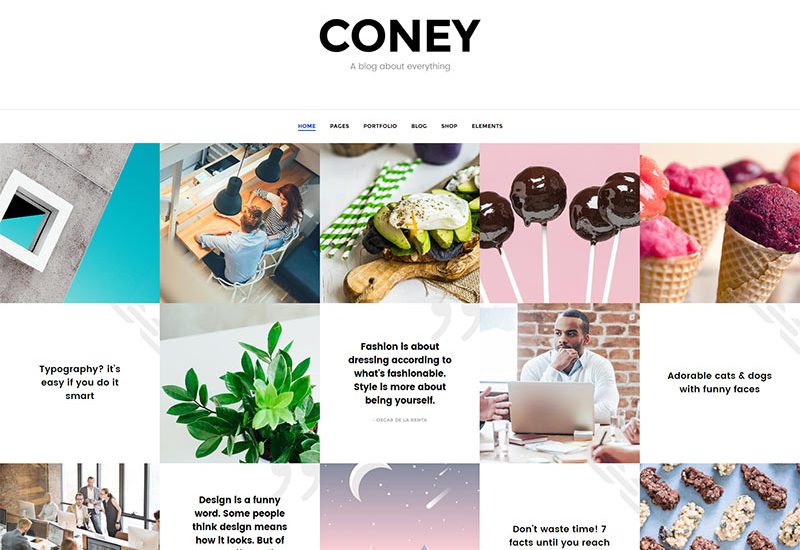 CONEY
A blog about everything
HOME PAGES PORTFOLIO BLOG SHOP ELEMENTS
Typography? it's
easy if you do it
smart
Fashion is about
dressing according to
what's fashionable.
Style is more about
being yourself.
- OSCAR DE LA RENTA
Adorable cats & dogs
with funny faces
Design is a funny
word. Some people
think design means
how it looks. But of
Don't waste time! 7
facts until you reach